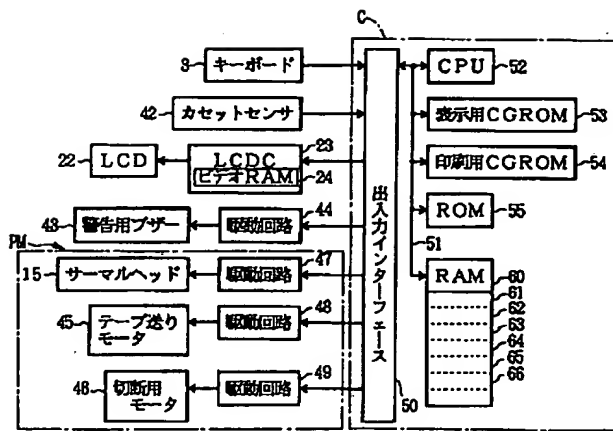 C
3 キーボード
42 カセットセンサ
22 LCD
23
LCDC
ビデオRAM
24
43 警告用ブザー
駆動回路 44
PM
15 サーマルヘッド
駆動回路 47
45 テープ送り
モータ
駆動回路 48
46 切断用
モータ
駆動回路 49
出入力インターフェース
50
51
CPU 52
表示用CGROM 53
印刷用CGROM 54
ROM 55
RAM 60
61
62
63
64
65
66